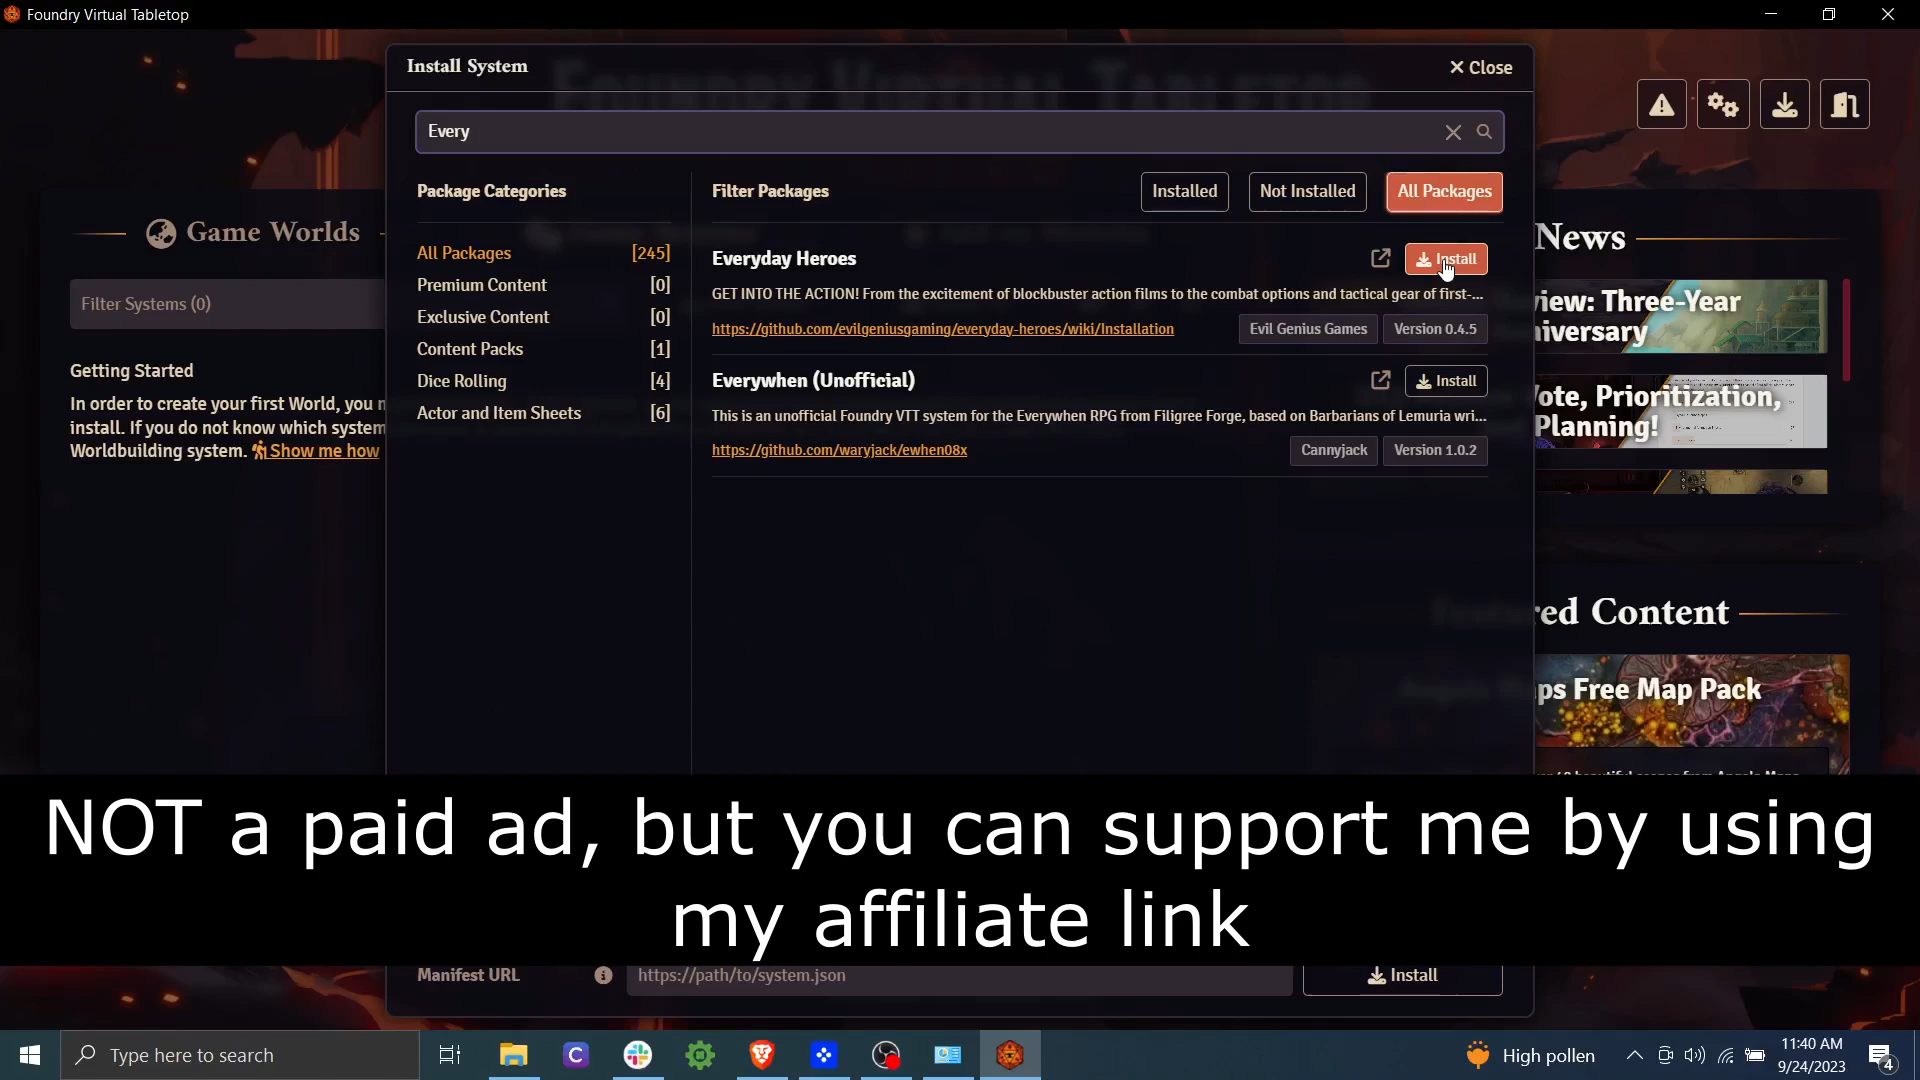 Foundry Virtual Tabletop
Install System
Close
Every
Package Categories
Filter Packages
Installed
Not Installed
All Packages
Game Worlds
News
All Packages [245]
Premium Content [0]
Exclusive Content [0]
Content Packs [1]
Dice Rolling [4]
Actor and Item Sheets [6]
Everyday Heroes
Install
GET INTO THE ACTION! From the excitement of blockbuster action films to the combat options and tactical gear of first-...
https://github.com/evilgeniusgaming/everyday-heroes/wiki/Installation
Evil Genius Games
Version 0.4.5
Everywhen (Unofficial)
Install
This is an unofficial Foundry VTT system for the Everywhen RPG from Filigree Forge, based on Barbarians of Lemuria wri...
https://github.com/waryjack/ewhen08x
Cannyjack
Version 1.0.2
Filter Systems (0)
Getting Started
In order to create your first World, you n
install. If you do not know which system
Worldbuilding system. Show me how
iew: Three-Year
iversary
ote, Prioritization,
Planning!
ed Content
ps Free Map Pack
NOT a paid ad, but you can support me by using
my affiliate link
Manifest URL
https://path/to/system.json
Install
Type here to search
High pollen
11:40 AM
9/24/2023
4